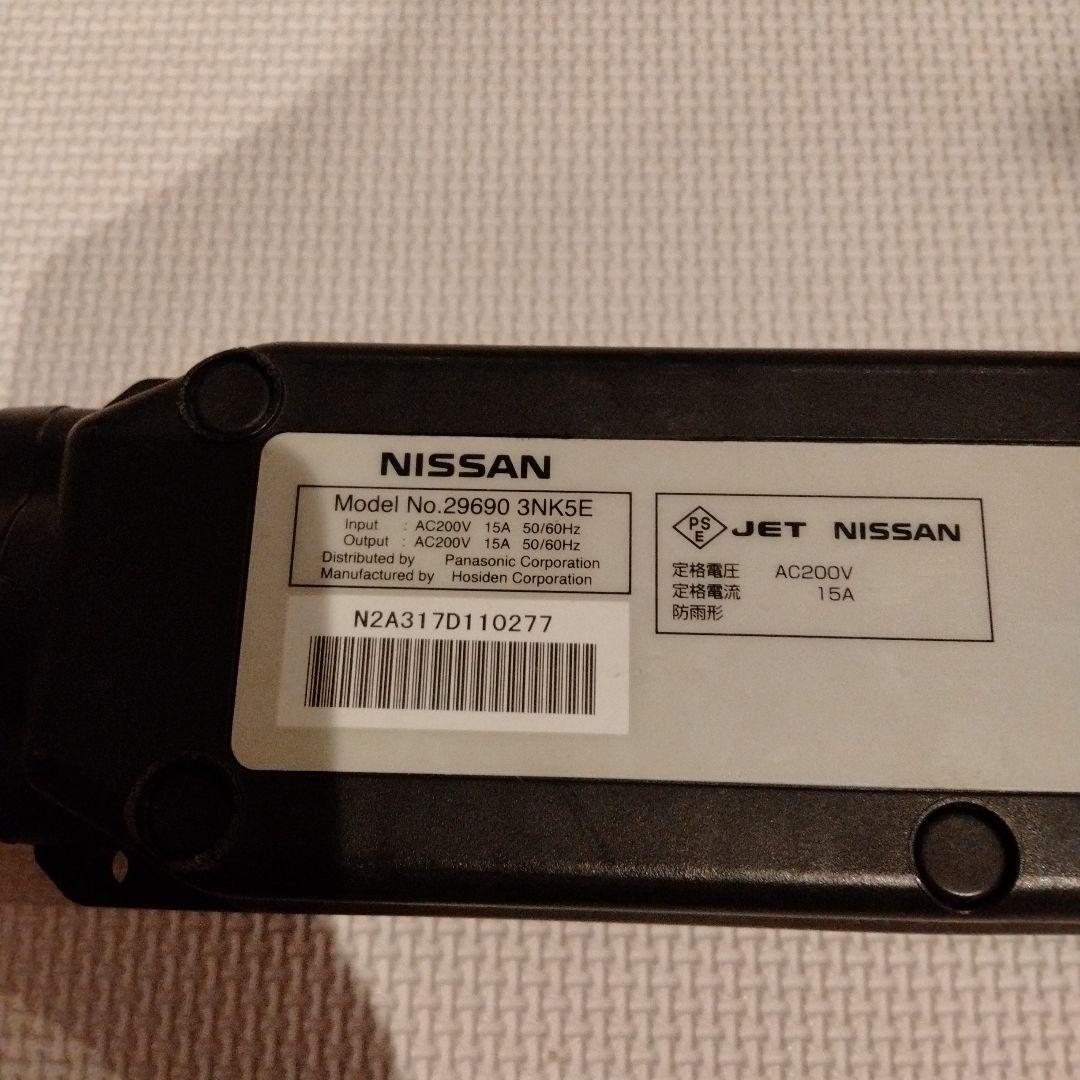 NISSAN
Model No.29690 3NK5E
Input : AC200V 15A 50/60Hz
Output : AC200V 15A 50/60Hz
Distributed by Panasonic Corporation
Manufactured by Hosiden Corporation
N2A317D110277
PS
E
JET NISSAN
定格電圧 AC200V
定格電流 15A
防雨形